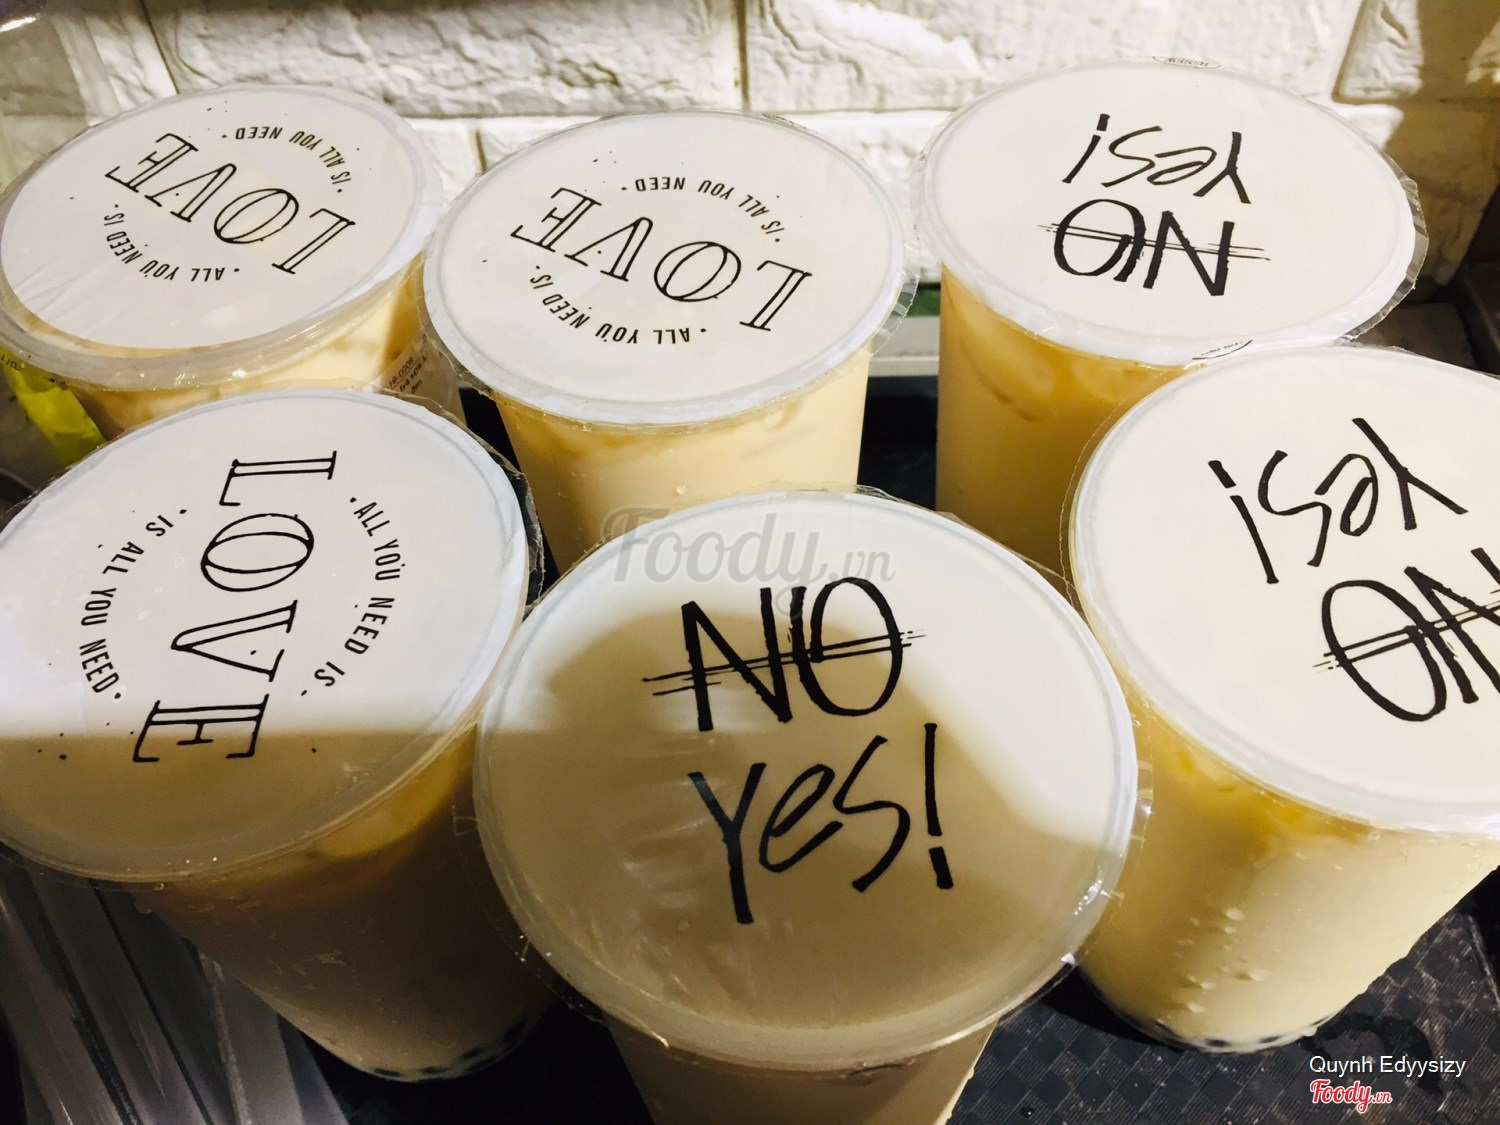 · IS ALL YOU NEED ·
LOVE
· ALL YOU NEED IS ·
· IS ALL YOU NEED ·
LOVE
· ALL YOU NEED IS ·
NO
Yes!
· ALL YOU NEED IS ·
LOVE
· IS ALL YOU NEED ·
NO
Yes!
NO
Yes!
Foody.vn
Quynh Edyysizy
Foody.vn